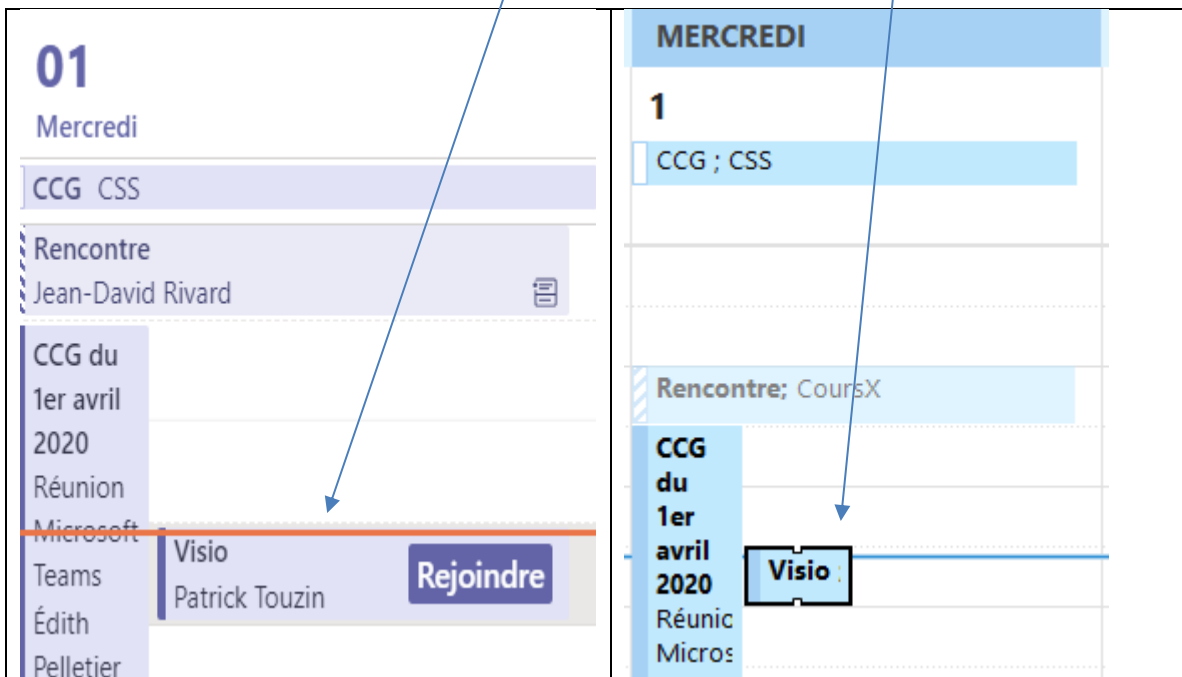 01
Mercredi
CCG CSS
Rencontre
Jean-David Rivard
CCG du
1er avril
2020
Réunion
Microsoft
Teams
Édith
Pelletier
Visio
Patrick Touzin
Rejoindre
MERCREDI
1
CCG ; CSS
Rencontre; CoursX
CCG
du
1er
avril
2020
Réunic
Micros
Visio